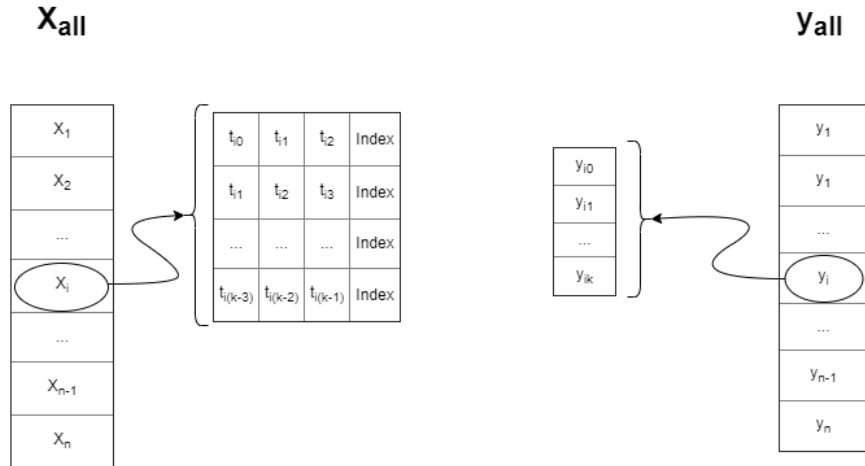 X_all
y_all
X_1
X_2
...
X_i
...
X_n-1
X_n
t_i0 t_i1 t_i2 Index
t_i1 t_i2 t_i3 Index
... ... ... Index
t_i(k-3) t_i(k-2) t_i(k-1) Index
y_i0
y_i1
...
y_ik
y_1
y_1
...
y_i
...
y_n-1
y_n